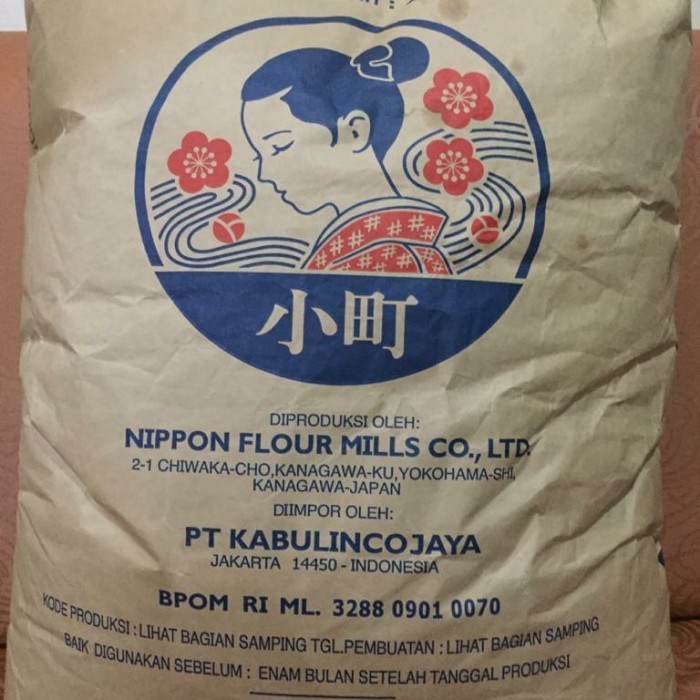 小町
DIPRODUKSI OLEH:
NIPPON FLOUR MILLS CO., LTD.
2-1 CHIWAKA-CHO,KANAGAWA-KU,YOKOHAMA-SHI,
KANAGAWA-JAPAN
DIIMPOR OLEH:
PT KABULINCOJAYA
JAKARTA 14450 - INDONESIA
BPOM RI ML. 3288 0901 0070
KODE PRODUKSI : LIHAT BAGIAN SAMPING TGL.PEMBUATAN : LIHAT BAGIAN SAMPING
BAIK DIGUNAKAN SEBELUM : ENAM BULAN SETELAH TANGGAL PRODUKSI